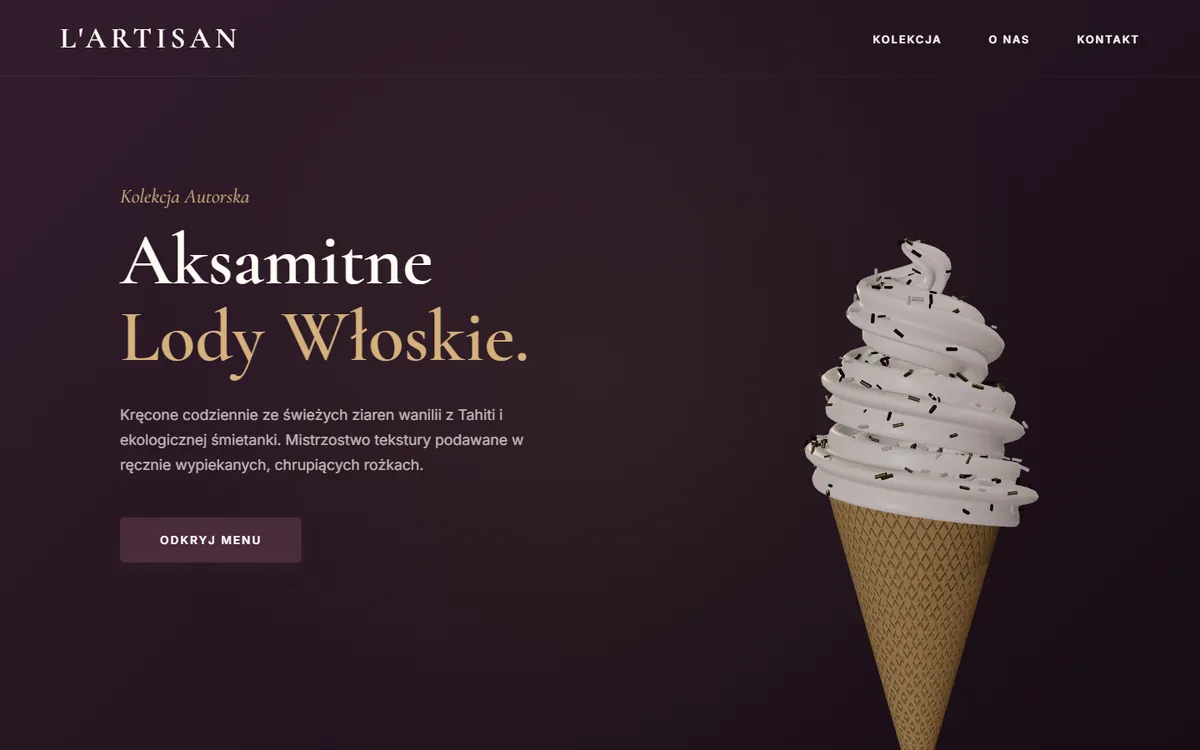 L'ARTISAN
KOLEKCJA
O NAS
KONTAKT
Kolekcja Autorska
Aksamitne
Lody Włoskie.
Kręcone codziennie ze świeżych ziaren wanilii z Tahiti i
ekologicznej śmietanki. Mistrzostwo tekstury podawane w
ręcznie wypiekanych, chrupiących rożkach.
ODKRYJ MENU